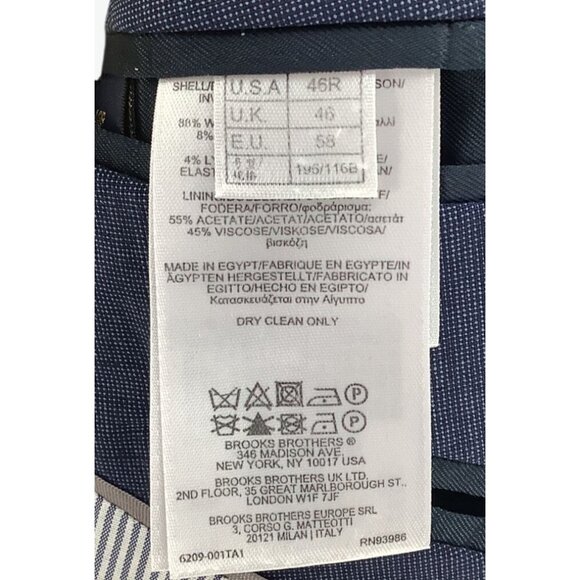 U.S.A 46R
U.K. 46
E.U. 58
195/116B
SHELL/
88% W
8%
4% LY
ELAS
FODERA/FORRO/φοδράρισμα:
55% ACETATE/ACETAT/ACETATO/ασετάτ
45% VISCOSE/VISKOSE/VISCOSA/
βισκόζη
MADE IN EGYPT/FABRIQUE EN EGYPTE/IN
ÄGYPTEN HERGESTELLT/FABBRICATO IN
EGITTO/HECHO EN EGIPTO/
Κατασκευάζεται στην Αίγυπτο
DRY CLEAN ONLY
BROOKS BROTHERS ®
346 MADISON AVE.
NEW YORK, NY 10017 USA
BROOKS BROTHERS UK LTD.
2ND FLOOR, 35 GREAT MARLBOROUGH ST.,
LONDON W1F 7JF
BROOKS BROTHERS EUROPE SRL
3, CORSO G. MATTEOTTI
20121 MILAN | ITALY
RN93986
6209-001TA1